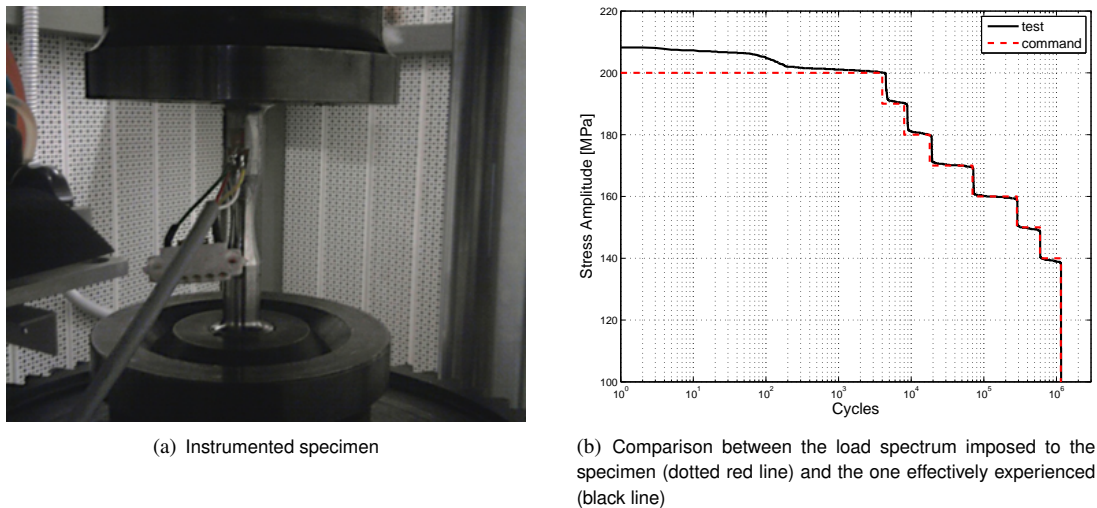 (a) Instrumented specimen
220
200
180
160
140
120
100
Stress Amplitude [MPa]
10^0
10^1
10^2
10^3
10^4
10^5
10^6
Cycles
test
command
(b) Comparison between the load spectrum imposed to the
specimen (dotted red line) and the one effectively experienced
(black line)